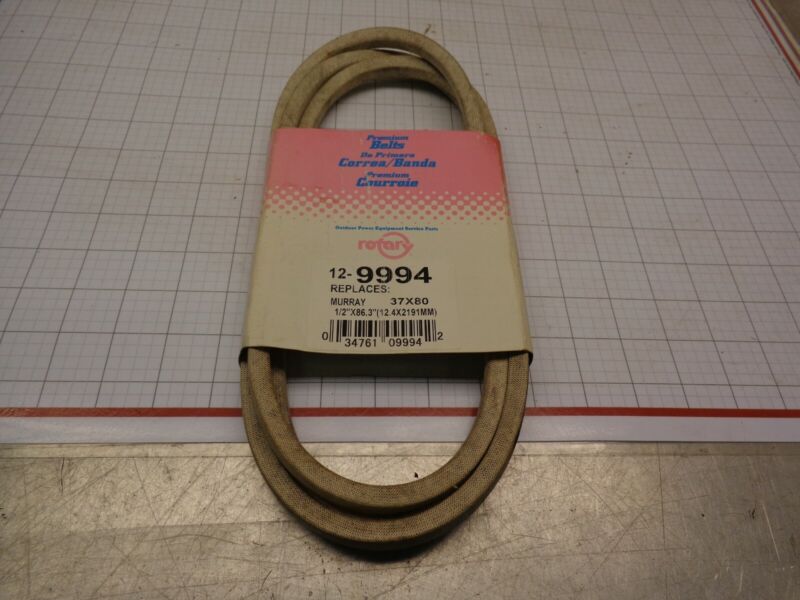 Premium
Belts
De Primera
Correa/Banda
Premium
Courroie
Outdoor Power Equipment Service Parts
rotary
12-9994
REPLACES:
MURRAY 37X80
1/2"X86.3"(12.4X2191MM)
0 34761 09994 2